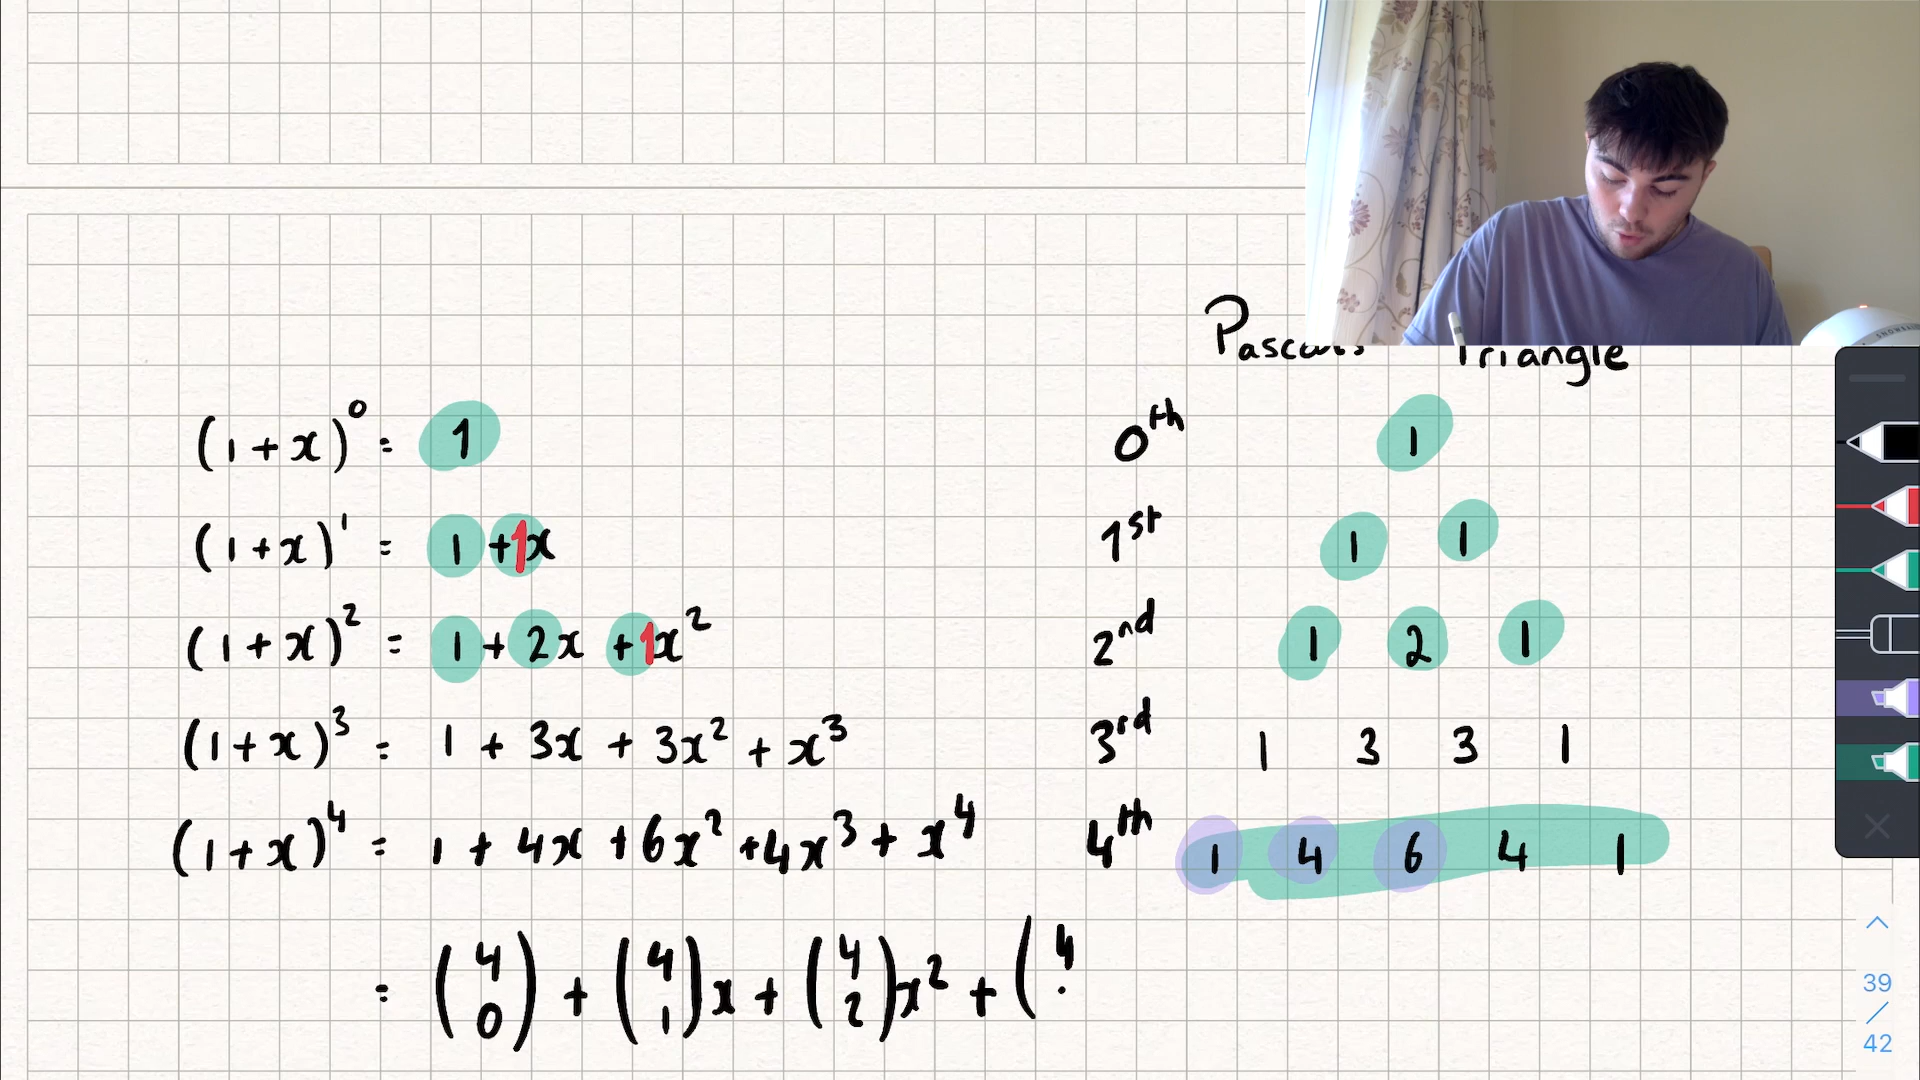 Pascal's Triangle
(1+x)⁰ = 1
0th 1
(1+x)¹ = 1 + 1x
1st 1 1
(1+x)² = 1 + 2x + 1x²
2nd 1 2 1
(1+x)³ = 1 + 3x + 3x² + x³
3rd 1 3 3 1
(1+x)⁴ = 1 + 4x + 6x² + 4x³ + x⁴
4th 1 4 6 4 1
= (4 0) + (4 1)x + (4 2)x² + (4
39
/
42